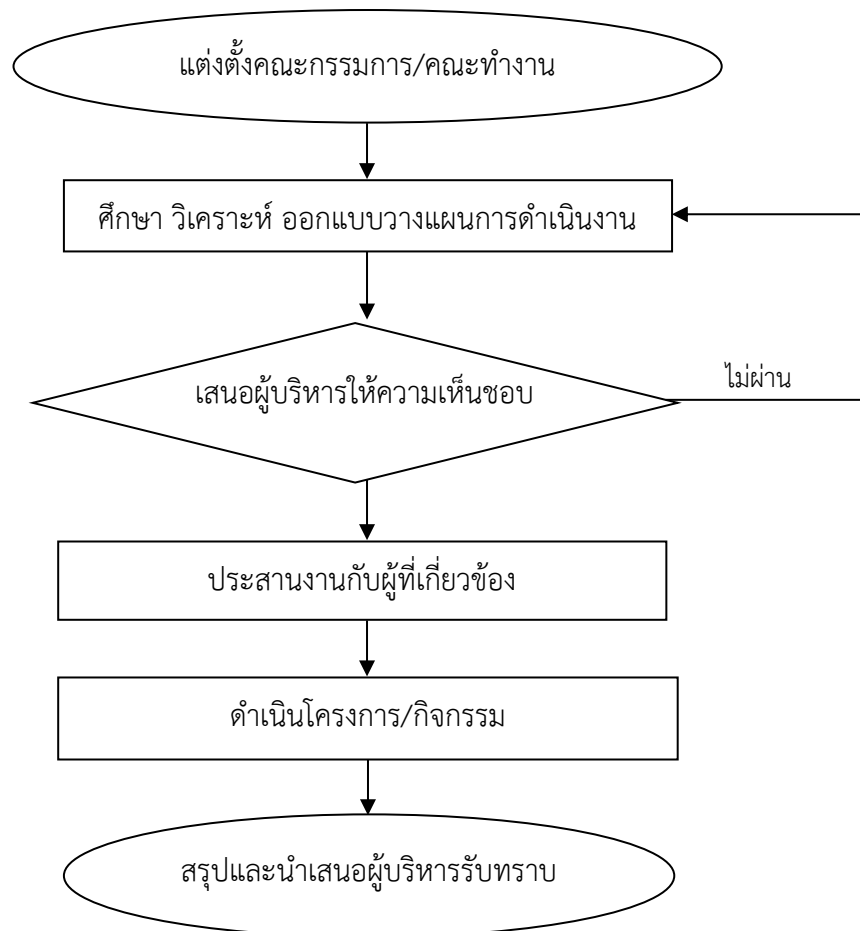 แต่งตั้งคณะกรรมการ/คณะทำงาน
ศึกษา วิเคราะห์ ออกแบบวางแผนการดำเนินงาน
เสนอผู้บริหารให้ความเห็นชอบ
ไม่ผ่าน
ประสานงานกับผู้ที่เกี่ยวข้อง
ดำเนินโครงการ/กิจกรรม
สรุปและนำเสนอผู้บริหารรับทราบ